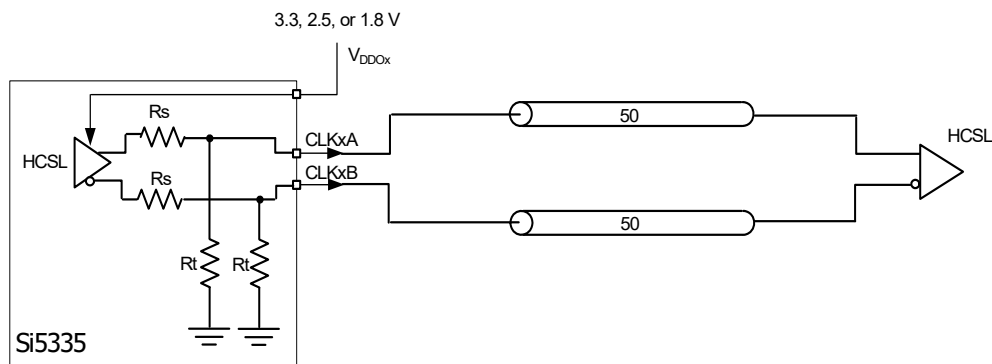 3.3, 2.5, or 1.8 V
VDDOx
Rs
CLKxA
50
HCSL
HCSL
Rs
CLKxB
50
Rt
Rt
Si5335